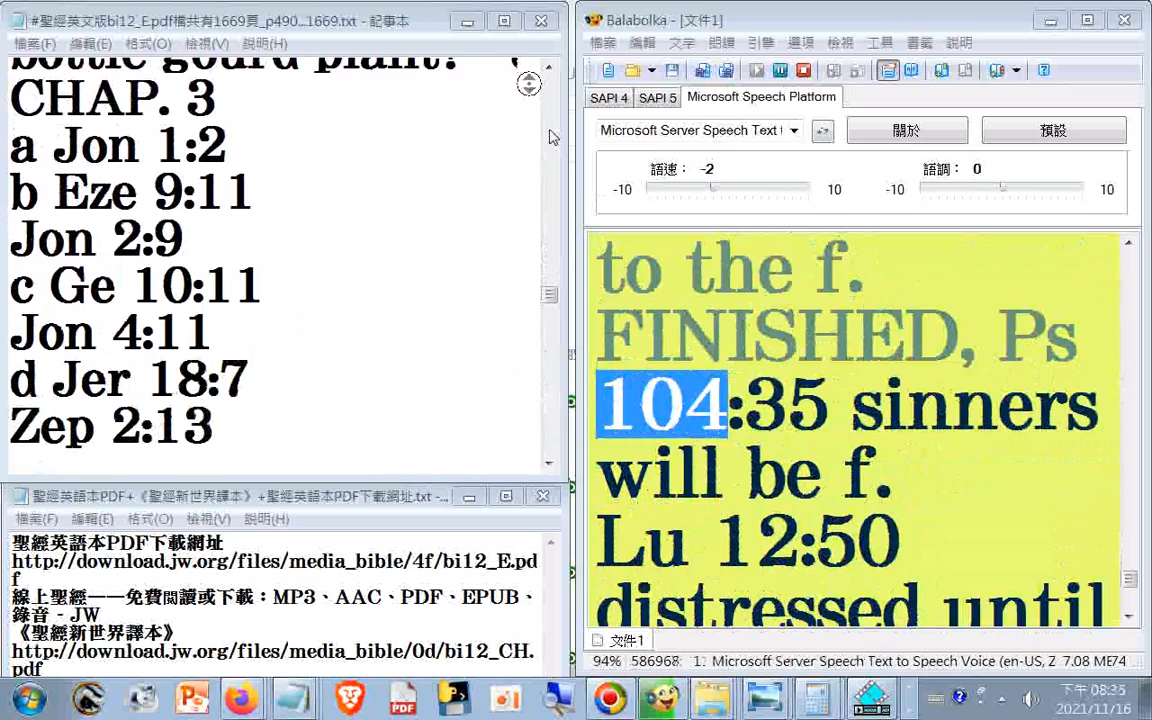 #聖經英文版bi12_E.pdf檔共有1669頁_p490...1669.txt - 記事本
檔案(F) 編輯(E) 格式(O) 檢視(V) 說明(H)
bottle gourd plant?
CHAP. 3
a Jon 1:2
b Eze 9:11
Jon 2:9
c Ge 10:11
Jon 4:11
d Jer 18:7
Zep 2:13
聖經英語本PDF+《聖經新世界譯本》+聖經英語本PDF下載網址.txt - ...
檔案(F) 編輯(E) 格式(O) 檢視(V) 說明(H)
聖經英語本PDF下載網址
http://download.jw.org/files/media_bible/4f/bi12_E.pd
f
線上聖經——免費閱讀或下載：MP3、AAC、PDF、EPUB、
錄音 - JW
《聖經新世界譯本》
http://download.jw.org/files/media_bible/0d/bi12_CH.
pdf
Balabolka - [文件1]
檔案 編輯 文字 朗讀 引擎 選項 檢視 工具 書籤 說明
SAPI 4 SAPI 5 Microsoft Speech Platform
Microsoft Server Speech Text 關於 預設
語速： -2 語調： 0
-10 10 -10 10
to the f.
FINISHED, Ps
104:35 sinners
will be f.
Lu 12:50
distressed until
文件1
94% 586968 1: Microsoft Server Speech Text to Speech Voice (en-US, Z 7.08 ME74
PDF
下午 08:35
2021/11/16